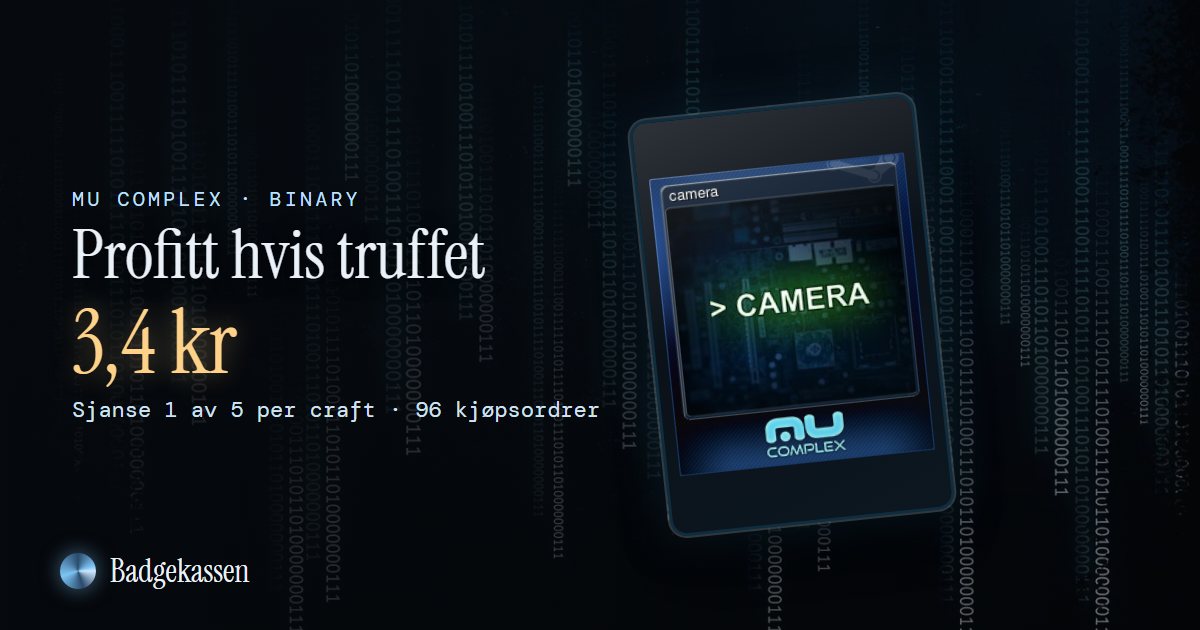 MU COMPLEX · BINARY
Profitt hvis truffet
3,4 kr
Sjanse 1 av 5 per craft · 96 kjøpsordrer
camera
> CAMERA
mu
COMPLEX
Badgekassen